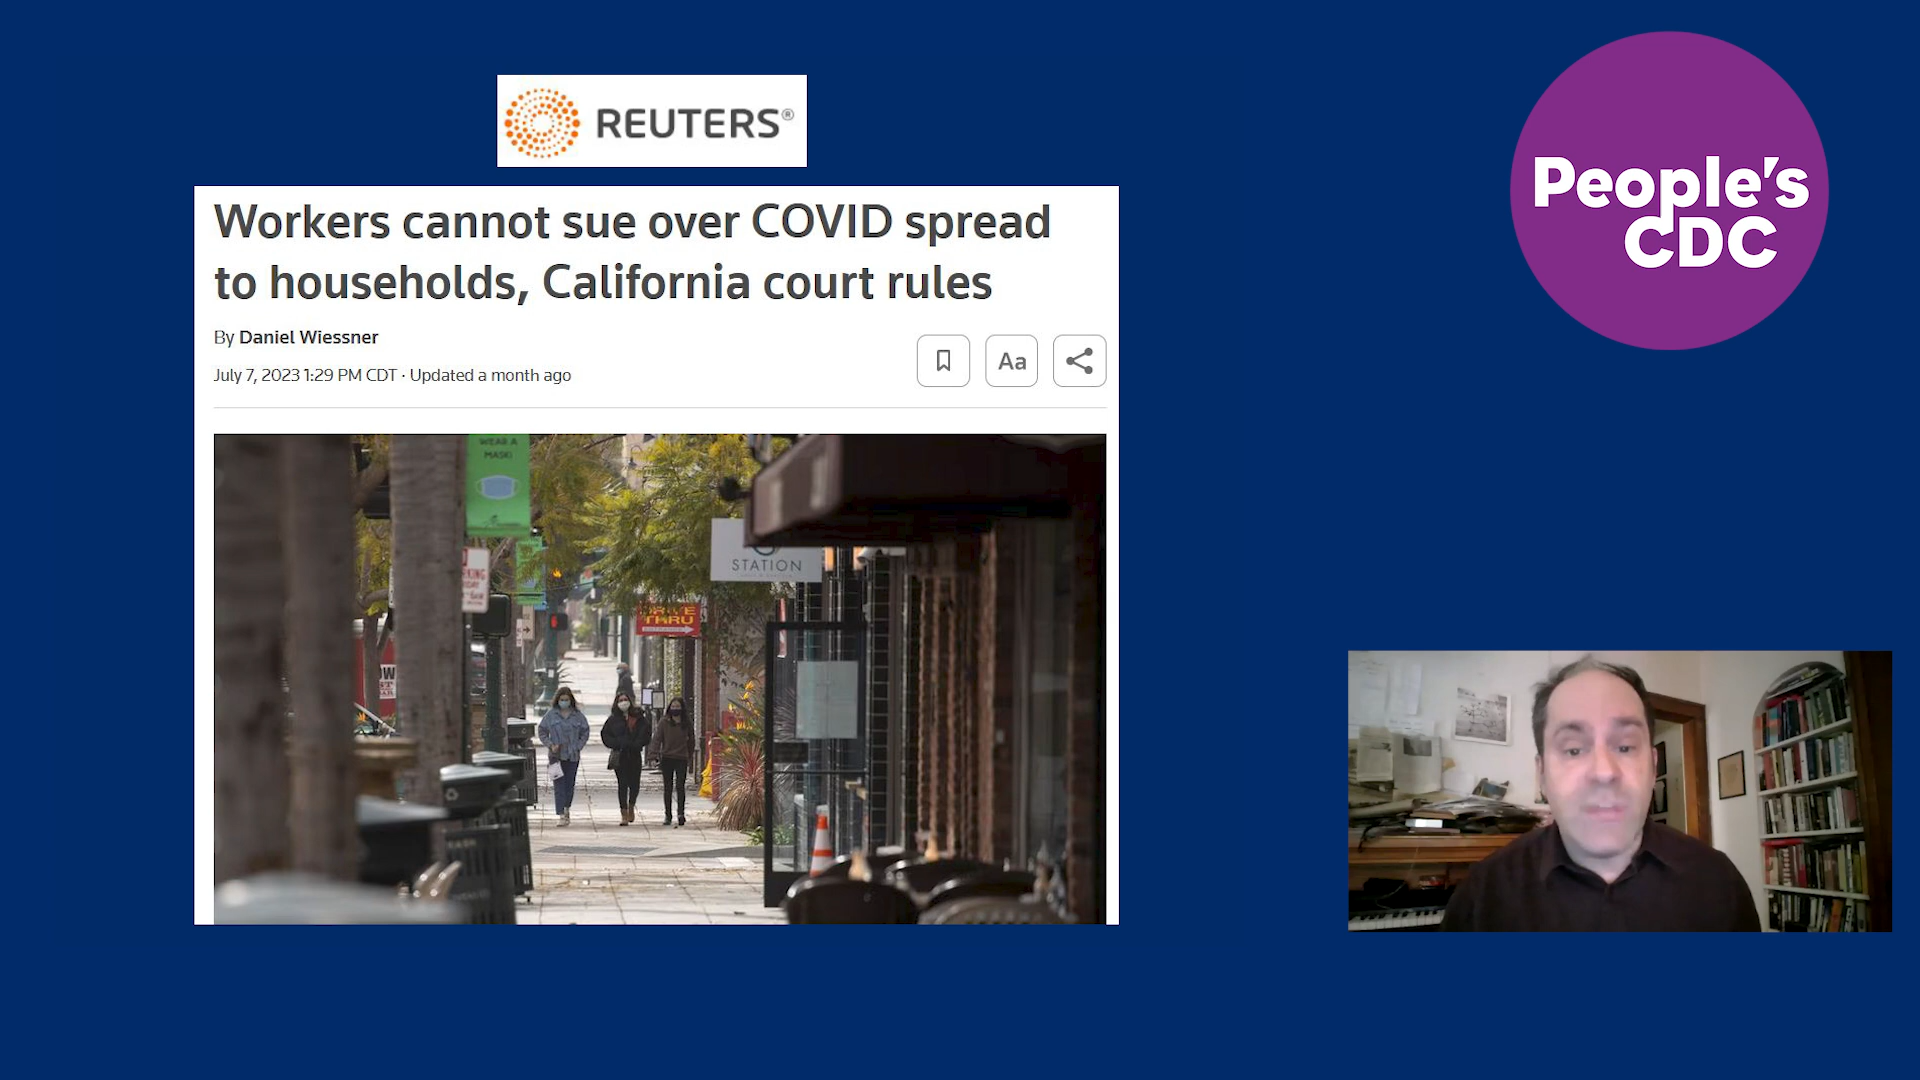 REUTERS®
People's
CDC
Workers cannot sue over COVID spread
to households, California court rules
By Daniel Wiessner
July 7, 2023 1:29 PM CDT · Updated a month ago
Aa
WEAR A
MASK!
STATION
DRIVE
THRU